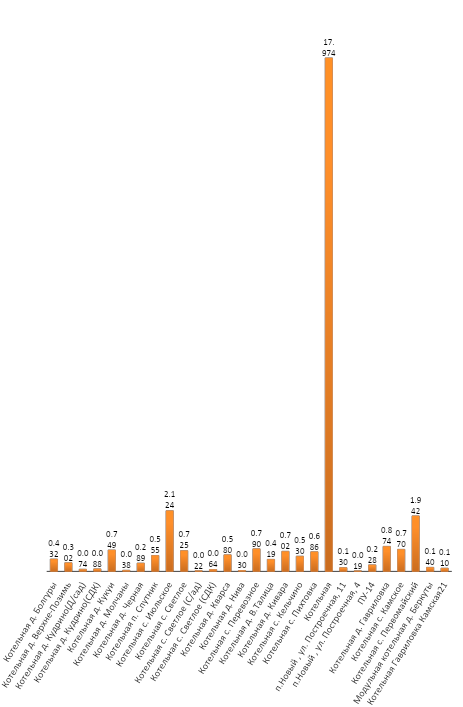 17.
974
0.4
32
0.3
02
0.0
74
0.0
88
0.7
49
0.0
38
0.2
89
0.5
55
2.1
24
0.7
25
0.0
22
0.0
64
0.5
80
0.0
30
0.7
90
0.4
19
0.7
02
0.5
30
0.6
86
0.1
30
0.0
19
0.2
28
0.8
74
0.7
70
1.9
42
0.1
40
0.1
10
Котельная д. Болгуры
Котельная д. Верхне-Позимь
Котельная д. Кудрино(Д/сад)
Котельная д. Кудрино(СДК)
Котельная д. Кукуи
Котельная д. Молчаны
Котельная д. Черная
Котельная п. Спутник
Котельная с. Июльское
Котельная с. Светлое
Котельная с. Светлое (С/ад)
Котельная с. Светлое (СДК)
Котельная д. Кварса
Котельная д. Нива
Котельная с. Перевозное
Котельная д. В. Талица
Котельная д. Кивара
Котельная с. Кельчино
Котельная с. Пихтовка
Котельная
п.Новый , ул. Построечная, 11
п.Новый , ул. Построечная, 4
ПУ-14
Котельная д. Гавриловка
Котельная . Камское
Котельная с. Первомайский
Модульная котельная д. Беркуты
Котельная Гавриловка Камская21